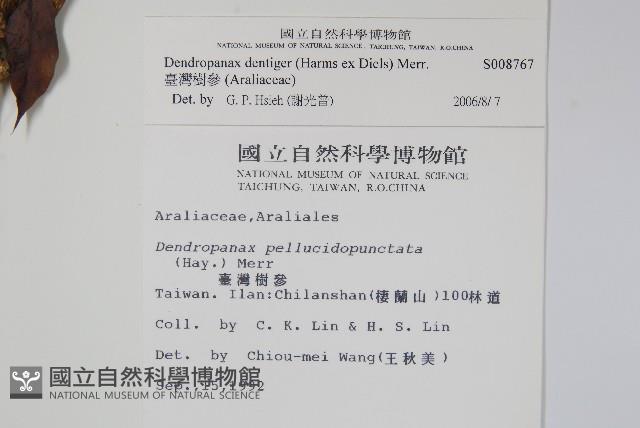 國立自然科學博物館
NATIONAL MUSEUM OF NATURAL SCIENCE, TAICHUNG, TAIWAN, R.O.CHINA
Dendropanax dentiger (Harms ex Diels) Merr. S008767
臺灣樹參 (Araliaceae)
Det. by G. P. Hsieh (謝光普) 2006/8/7
國立自然科學博物館
NATIONAL MUSEUM OF NATURAL SCIENCE
TAICHUNG, TAIWAN, R.O.CHINA
Araliaceae,Araliales
Dendropanax pellucidopunctata
(Hay.) Merr
臺灣樹參
Taiwan. Ilan:Chilanshan(棲蘭山)100林道
Coll. by C. K. Lin & H. S. Lin
Det. by Chiou-mei Wang(王秋美)
Sep.,15,1992
國立自然科學博物館
NATIONAL MUSEUM OF NATURAL SCIENCE